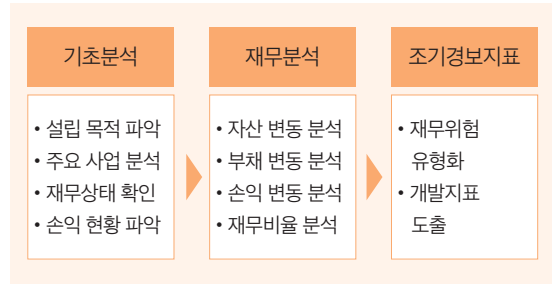 기초분석
• 설립 목적 파악
• 주요 사업 분석
• 재무상태 확인
• 손익 현황 파악
재무분석
• 자산 변동 분석
• 부채 변동 분석
• 손익 변동 분석
• 재무비율 분석
조기경보지표
• 재무위험
유형화
• 개발지표
도출